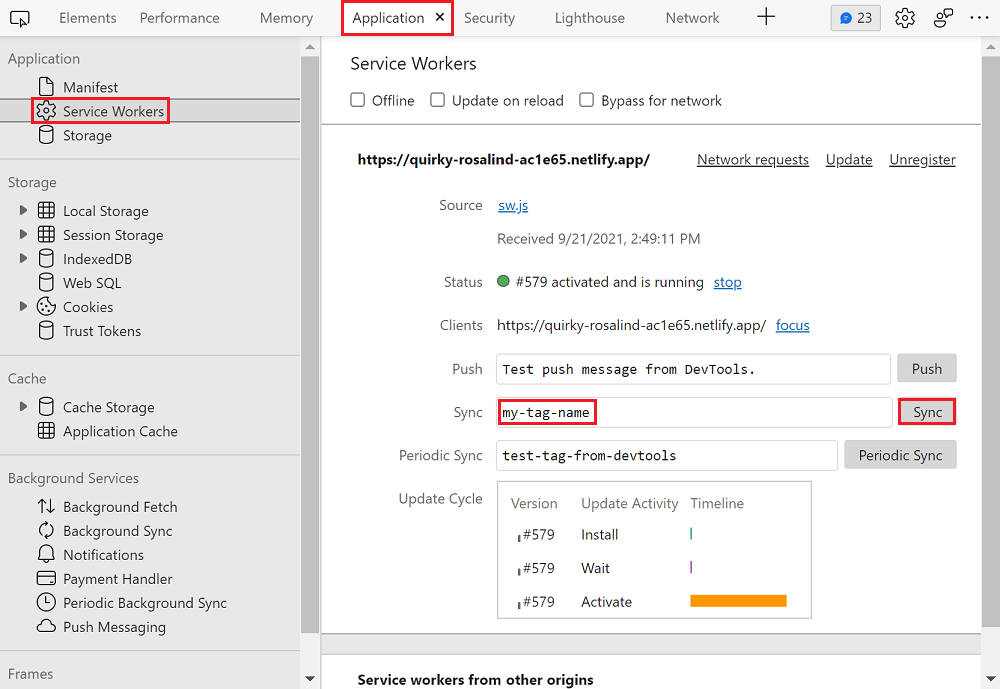 Elements Performance Memory Application Security Lighthouse Network 23
Application
Manifest
Service Workers
Storage
Storage
Local Storage
Session Storage
IndexedDB
Web SQL
Cookies
Trust Tokens
Cache
Cache Storage
Application Cache
Background Services
Background Fetch
Background Sync
Notifications
Payment Handler
Periodic Background Sync
Push Messaging
Frames
Service Workers
Offline Update on reload Bypass for network
https://quirky-rosalind-ac1e65.netlify.app/ Network requests Update Unregister
Source sw.js
Received 9/21/2021, 2:49:11 PM
Status #579 activated and is running stop
Clients https://quirky-rosalind-ac1e65.netlify.app/ focus
Push Test push message from DevTools. Push
Sync my-tag-name Sync
Periodic Sync test-tag-from-devtools Periodic Sync
Update Cycle Version Update Activity Timeline
#579 Install
#579 Wait
#579 Activate
Service workers from other origins